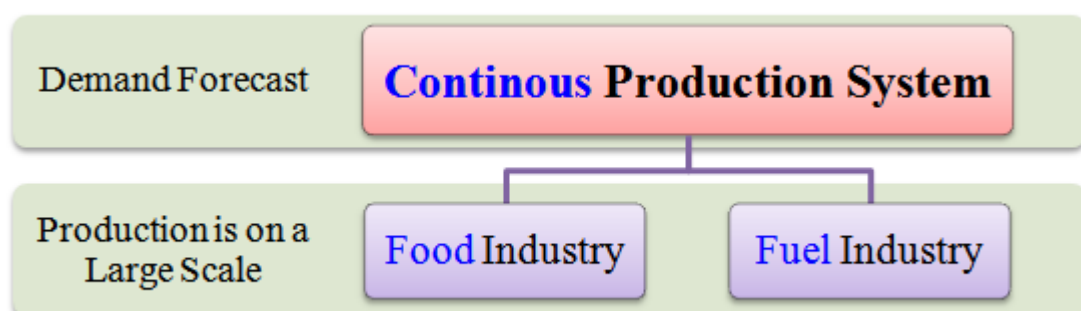 Demand Forecast
Continous Production System
Production is on a
Large Scale
Food Industry
Fuel Industry